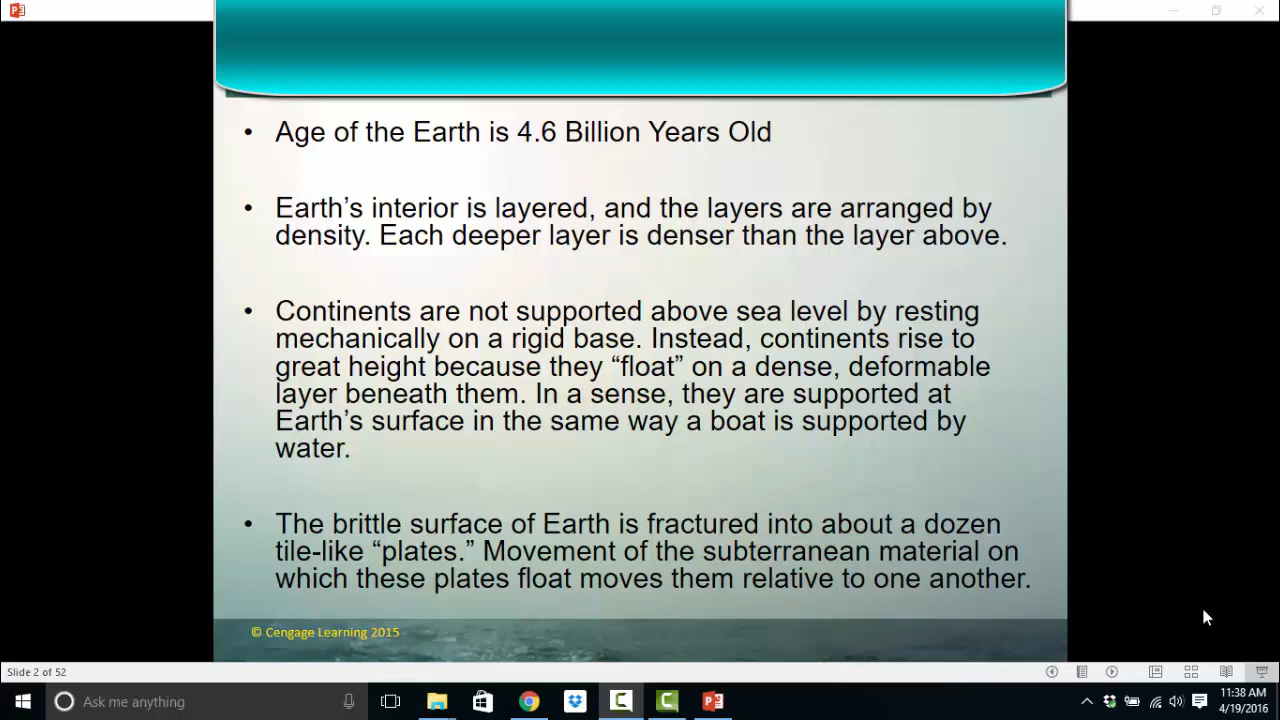 • Age of the Earth is 4.6 Billion Years Old
• Earth’s interior is layered, and the layers are arranged by
density. Each deeper layer is denser than the layer above.
• Continents are not supported above sea level by resting
mechanically on a rigid base. Instead, continents rise to
great height because they “float” on a dense, deformable
layer beneath them. In a sense, they are supported at
Earth’s surface in the same way a boat is supported by
water.
• The brittle surface of Earth is fractured into about a dozen
tile-like “plates.” Movement of the subterranean material on
which these plates float moves them relative to one another.
© Cengage Learning 2015
Slide 2 of 52
Ask me anything
11:38 AM
4/19/2016